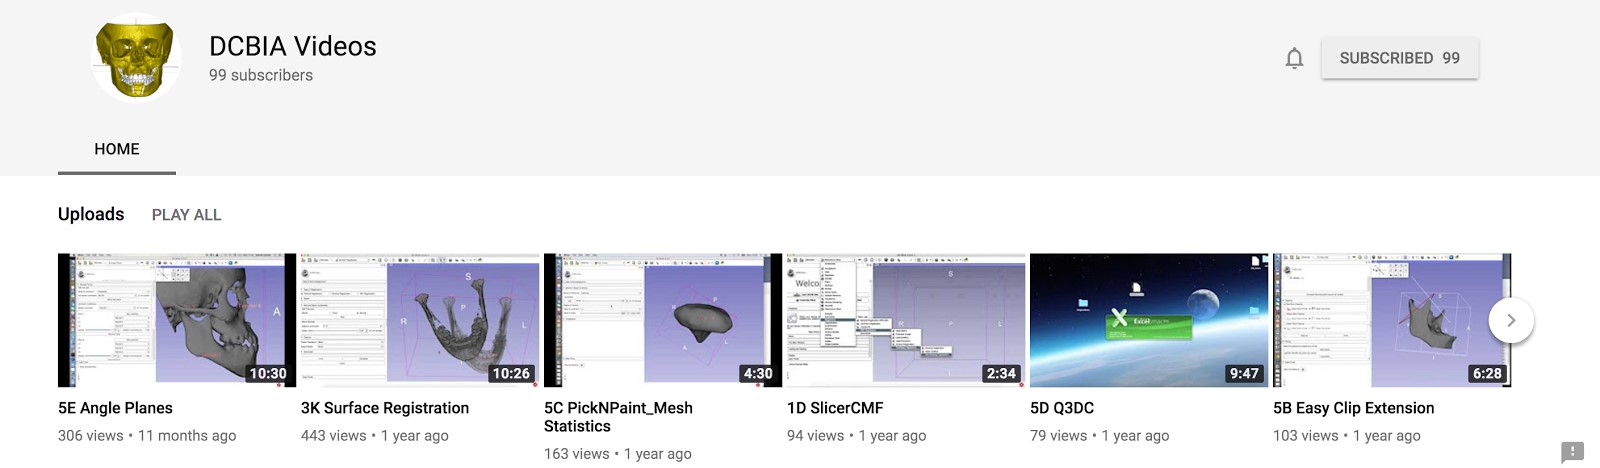 DCBIA Videos
99 subscribers
SUBSCRIBED 99
HOME
Uploads PLAY ALL
10:30
10:26
4:30
2:34
9:47
6:28
S
R
P
L
A
Welco
Excel
5E Angle Planes
306 views • 11 months ago
3K Surface Registration
443 views • 1 year ago
5C PickNPaint_Mesh
Statistics
163 views • 1 year ago
1D SlicerCMF
94 views • 1 year ago
5D Q3DC
79 views • 1 year ago
5B Easy Clip Extension
103 views • 1 year ago